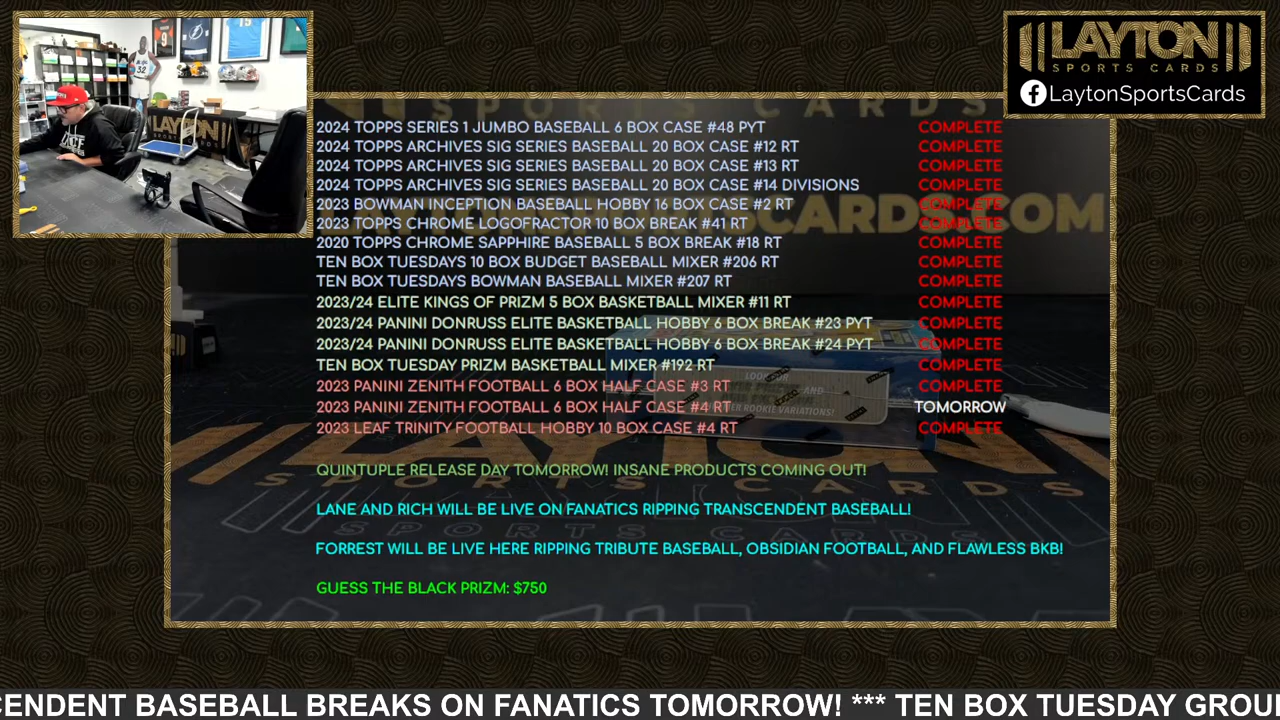 LAYTON
SPORTS CARDS
LaytonSportsCards
2024 TOPPS SERIES 1 JUMBO BASEBALL 6 BOX CASE #48 PYT COMPLETE
2024 TOPPS ARCHIVES SIG SERIES BASEBALL 20 BOX CASE #12 RT COMPLETE
2024 TOPPS ARCHIVES SIG SERIES BASEBALL 20 BOX CASE #13 RT COMPLETE
2024 TOPPS ARCHIVES SIG SERIES BASEBALL 20 BOX CASE #14 DIVISIONS COMPLETE
2023 BOWMAN INCEPTION BASEBALL HOBBY 16 BOX CASE #2 RT COMPLETE
2023 TOPPS CHROME LOGOFRACTOR 10 BOX BREAK #41 RT COMPLETE
2020 TOPPS CHROME SAPPHIRE BASEBALL 5 BOX BREAK #18 RT COMPLETE
TEN BOX TUESDAYS 10 BOX BUDGET BASEBALL MIXER #206 RT COMPLETE
TEN BOX TUESDAYS BOWMAN BASEBALL MIXER #207 RT COMPLETE
2023/24 ELITE KINGS OF PRIZM 5 BOX BASKETBALL MIXER #11 RT COMPLETE
2023/24 PANINI DONRUSS ELITE BASKETBALL HOBBY 6 BOX BREAK #23 PYT COMPLETE
2023/24 PANINI DONRUSS ELITE BASKETBALL HOBBY 6 BOX BREAK #24 PYT COMPLETE
TEN BOX TUESDAY PRIZM BASKETBALL MIXER #192 RT COMPLETE
2023 PANINI ZENITH FOOTBALL 6 BOX HALF CASE #3 RT COMPLETE
2023 PANINI ZENITH FOOTBALL 6 BOX HALF CASE #4 RT TOMORROW
2023 LEAF TRINITY FOOTBALL HOBBY 10 BOX CASE #4 RT COMPLETE
QUINTUPLE RELEASE DAY TOMORROW! INSANE PRODUCTS COMING OUT!
LANE AND RICH WILL BE LIVE ON FANATICS RIPPING TRANSCENDENT BASEBALL!
FORREST WILL BE LIVE HERE RIPPING TRIBUTE BASEBALL, OBSIDIAN FOOTBALL, AND FLAWLESS BKB!
GUESS THE BLACK PRIZM: $750
CENDENT BASEBALL BREAKS ON FANATICS TOMORROW! *** TEN BOX TUESDAY GROU